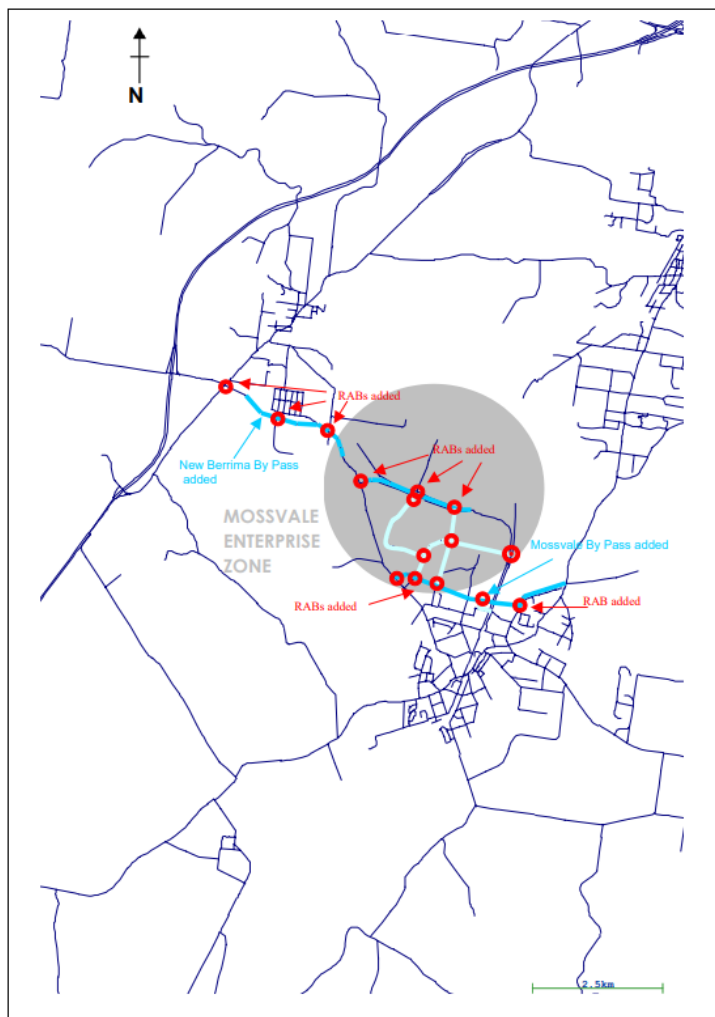 N
RABs added
New Berrima By Pass
added
RABs added
MOSSVALE
ENTERPRISE
ZONE
Mossvale By Pass added
RABs added
RAB added
2.5km